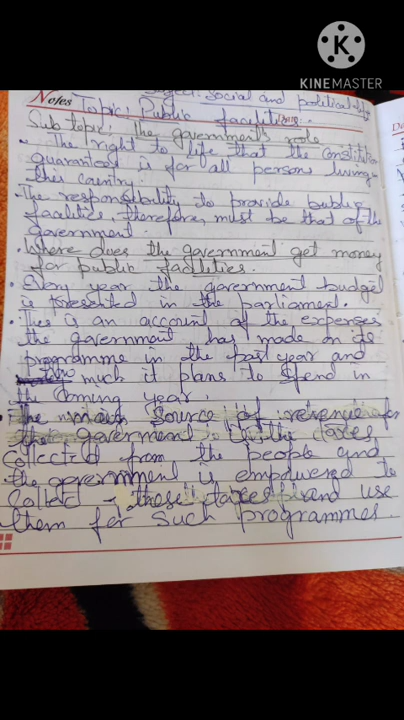 K
KINEMASTER
Subject: Social and political life
Notes Topic: Public facilities.
Sub topic: The government's role
• The right to life that the Constitution
guarantees is for all persons living in
this country
• The responsibility to provide public
facilities, therefore, must be that of the
government.
• Where does the government get money
for public facilities.
• Every year the government budget
is presented in the parliament.
• This is an account of the expenses
the government has made on its
programme in the past year and
how much it plans to spend in
the coming year.
• The main source of revenue for
the government is the taxes
collected from the people and
the government is empowered to
collect these taxes and use
them for such programmes.